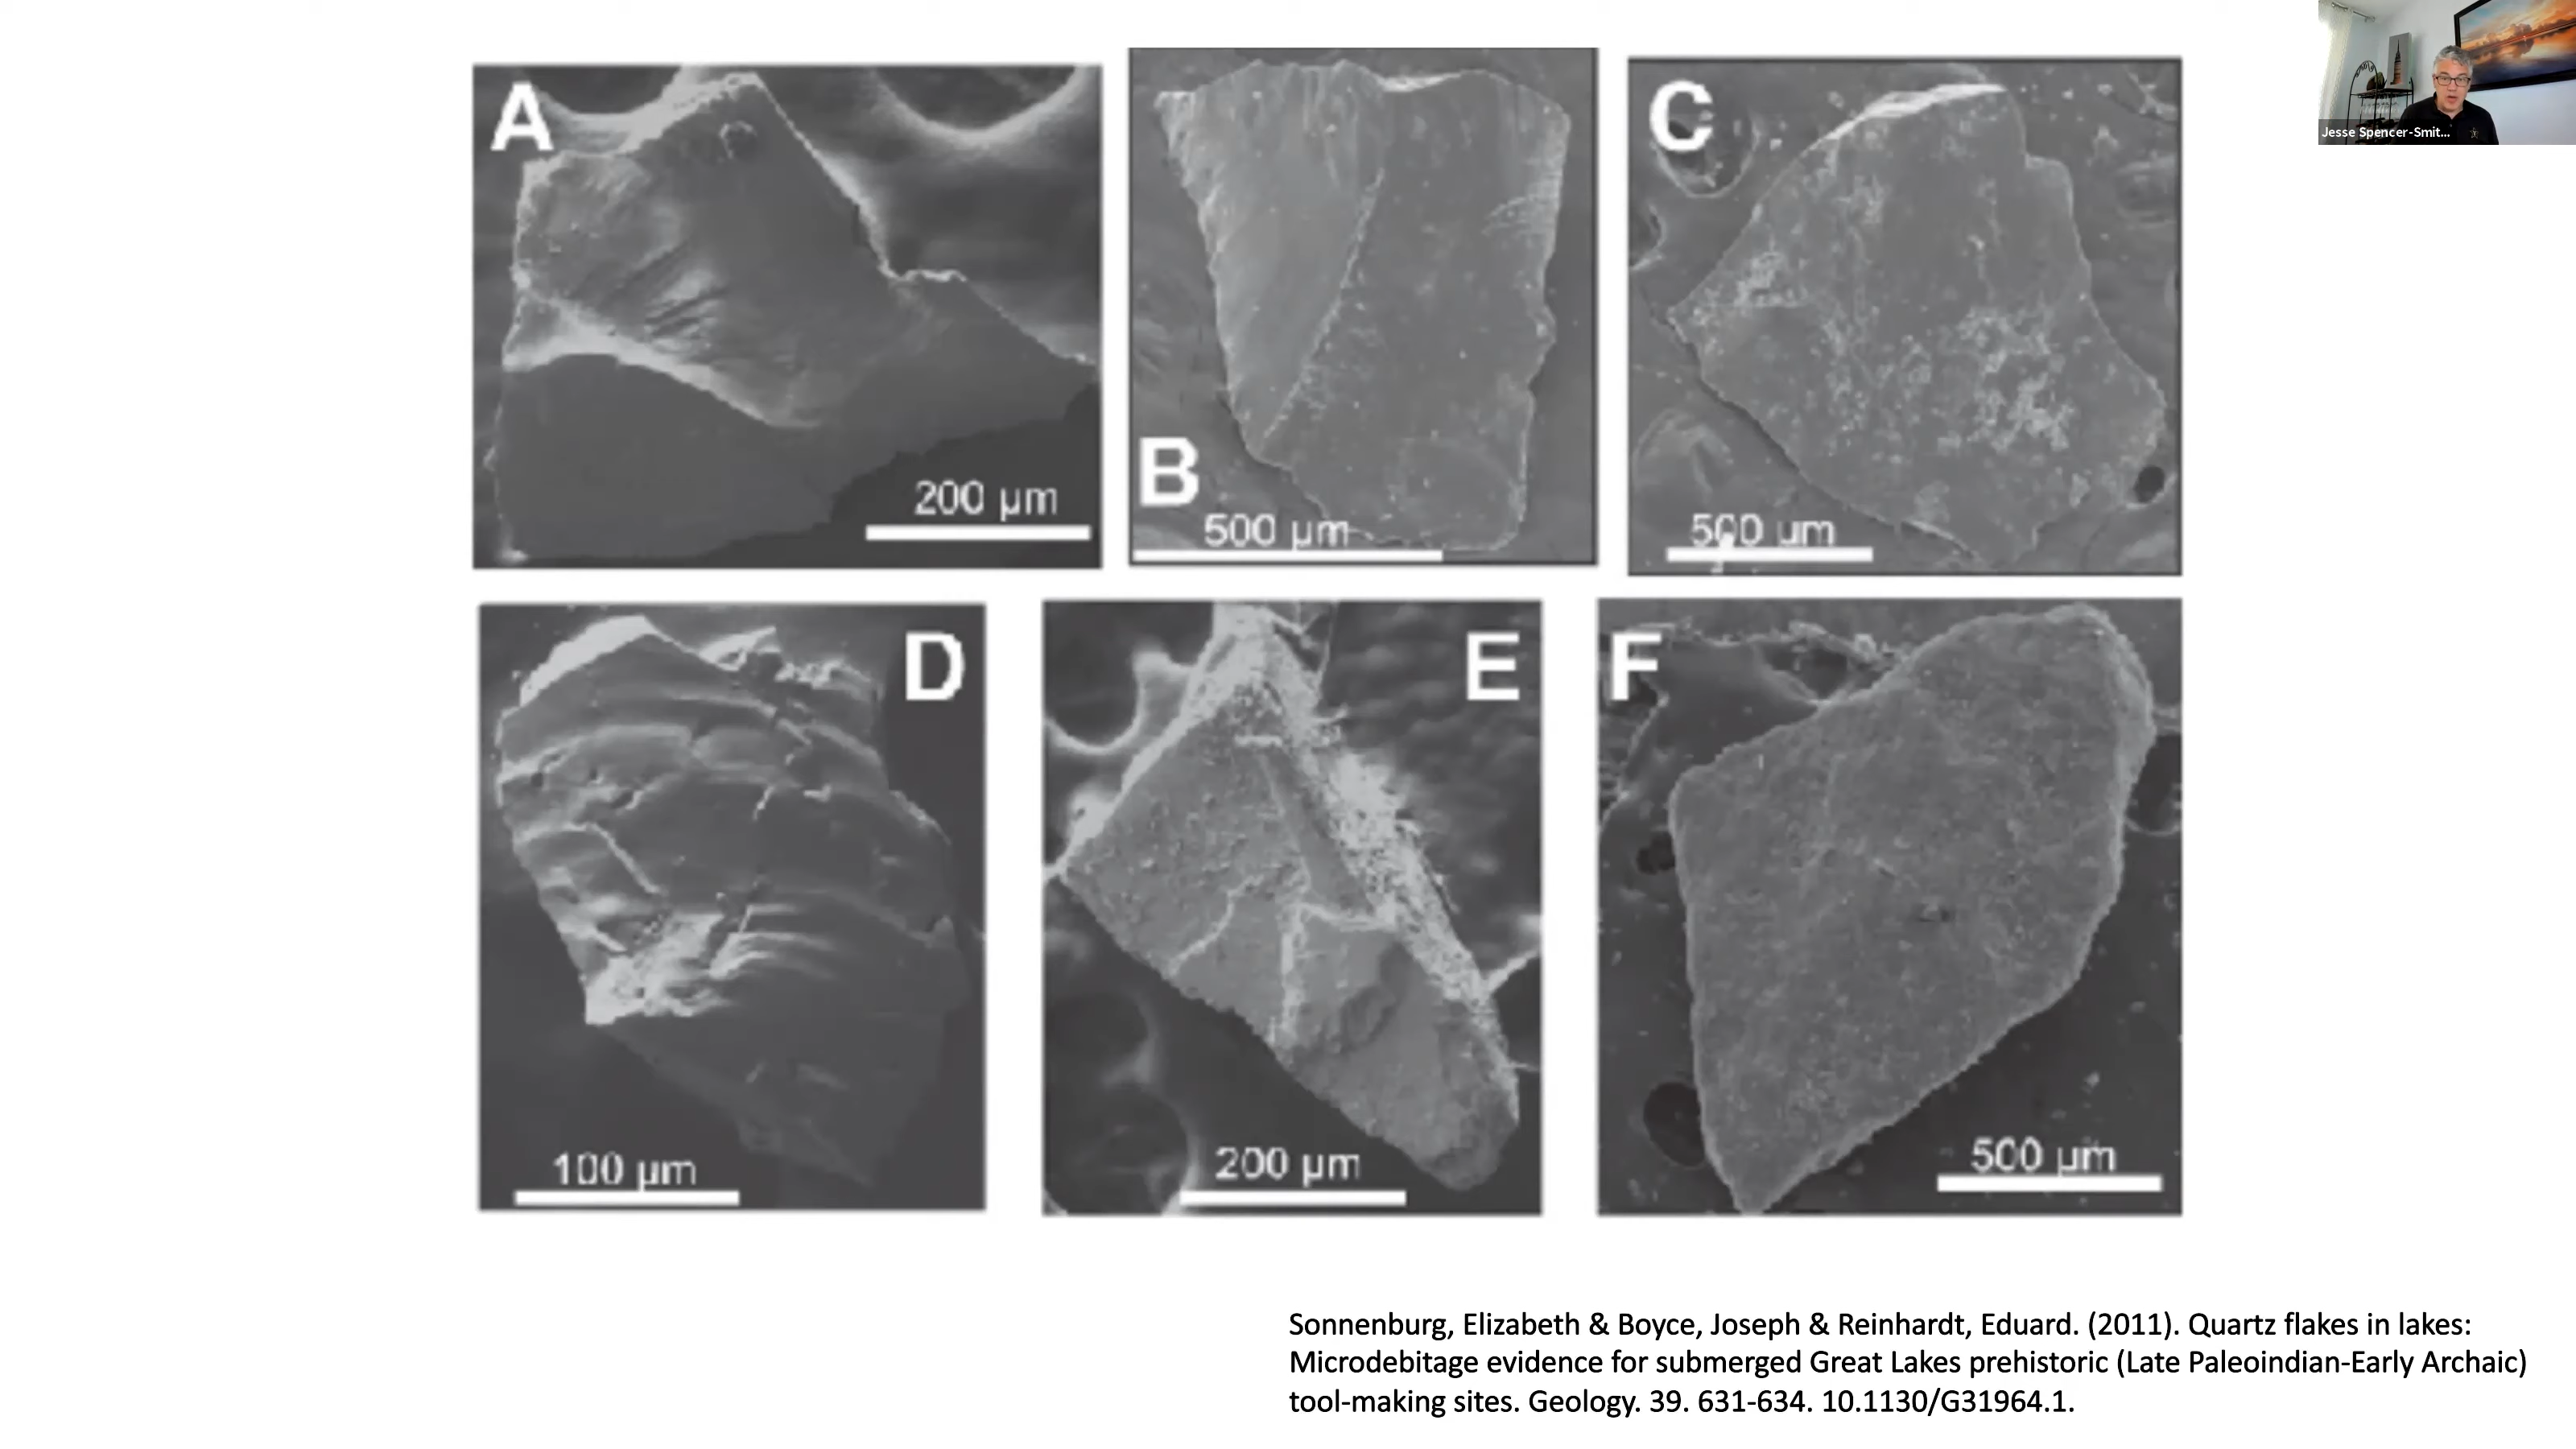 Jesse Spencer-Smit...
A
B
C
200 µm
500 µm
500 µm
D
E
F
100 µm
200 µm
500 µm
Sonnenburg, Elizabeth & Boyce, Joseph & Reinhardt, Eduard. (2011). Quartz flakes in lakes:
Microdebitage evidence for submerged Great Lakes prehistoric (Late Paleoindian-Early Archaic)
tool-making sites. Geology. 39. 631-634. 10.1130/G31964.1.